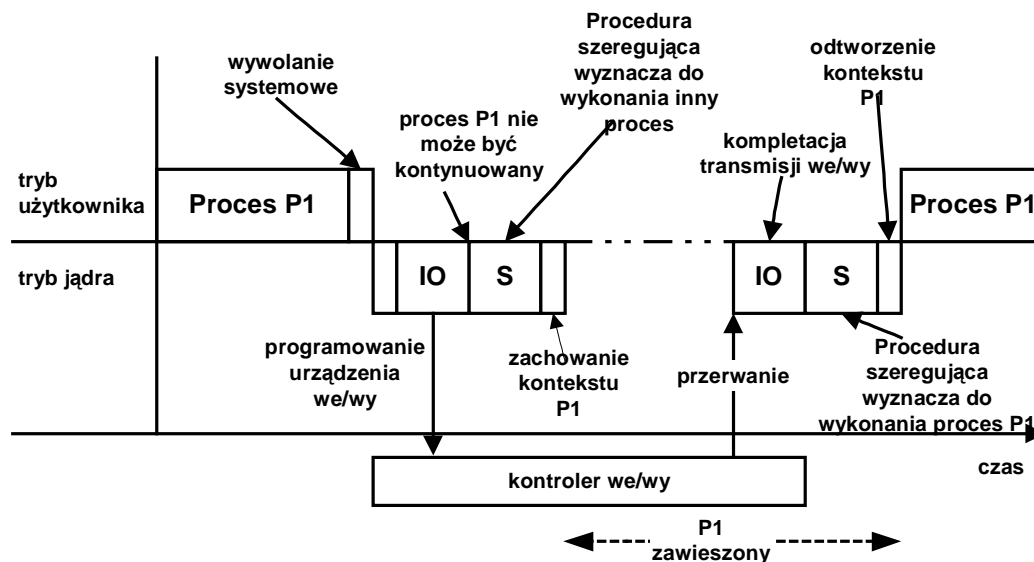 Procedura
szeregująca
wyznacza do
wykonania inny
proces
odtworzenie
kontekstu
P1
wywolanie
systemowe
proces P1 nie
może być
kontynuowany
kompletacja
transmisji we/wy
tryb
użytkownika
Proces P1
Proces P1
tryb jądra
IO
S
IO
S
programowanie
urządzenia
we/wy
zachowanie
kontekstu
P1
przerwanie
Procedura
szeregująca
wyznacza do
wykonania proces P1
czas
kontroler we/wy
P1
zawieszony